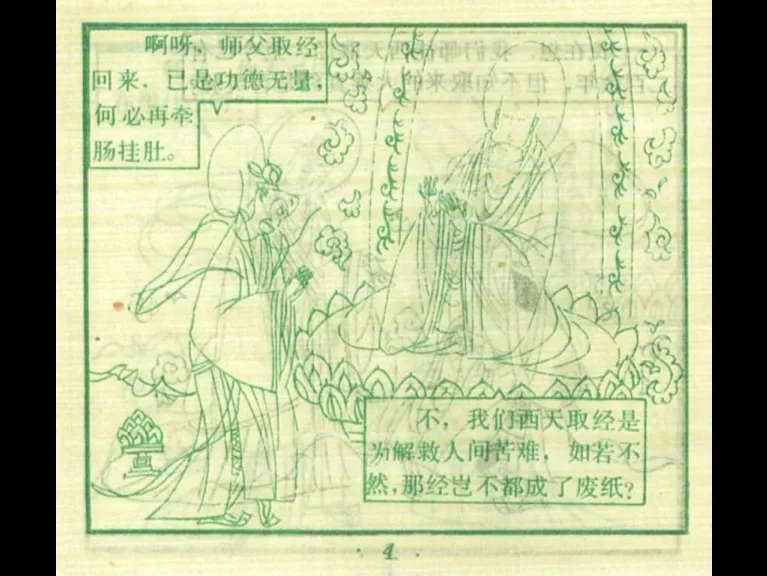 啊呀，师父取经
回来，已是功德无量，
何必再牵
肠挂肚。
不，我们西天取经是
为解救人间苦难，如若不
然，那经岂不都成了废纸？
· 4 ·